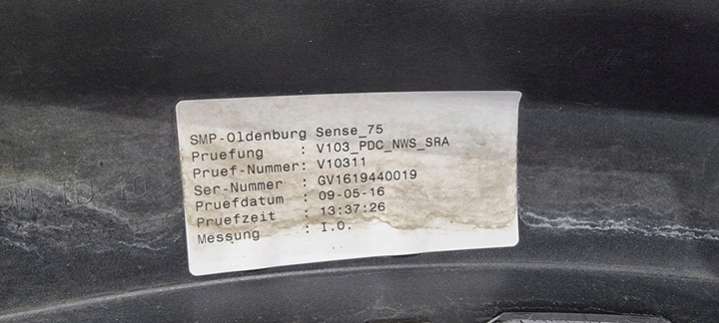 SMP-Oldenburg Sense_75
Pruefung : V103_PDC_NWS_SRA
Pruef-Nummer: V10311
Ser-Nummer : GV1619440019
Pruefdatum : 09-05-16
Pruefzeit : 13:37:26
Messung : I.O.